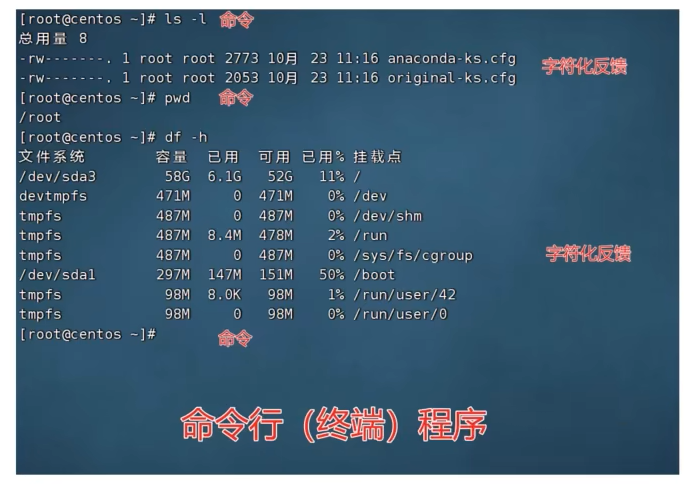 [root@centos ~]# ls -l 命令
总用量 8
-rw-------. 1 root root 2773 10月 23 11:16 anaconda-ks.cfg
字符化反馈
-rw-------. 1 root root 2053 10月 23 11:16 original-ks.cfg
[root@centos ~]# pwd 命令
/root
[root@centos ~]# df -h
文件系统 容量 已用 可用 已用% 挂载点
/dev/sda3 58G 6.1G 52G 11% /
devtmpfs 471M 0 471M 0% /dev
tmpfs 487M 0 487M 0% /dev/shm
tmpfs 487M 8.4M 478M 2% /run
tmpfs 487M 0 487M 0% /sys/fs/cgroup 字符化反馈
/dev/sda1 297M 147M 151M 50% /boot
tmpfs 98M 8.0K 98M 1% /run/user/42
tmpfs 98M 0 98M 0% /run/user/0
[root@centos ~]# 命令
命令行（终端）程序